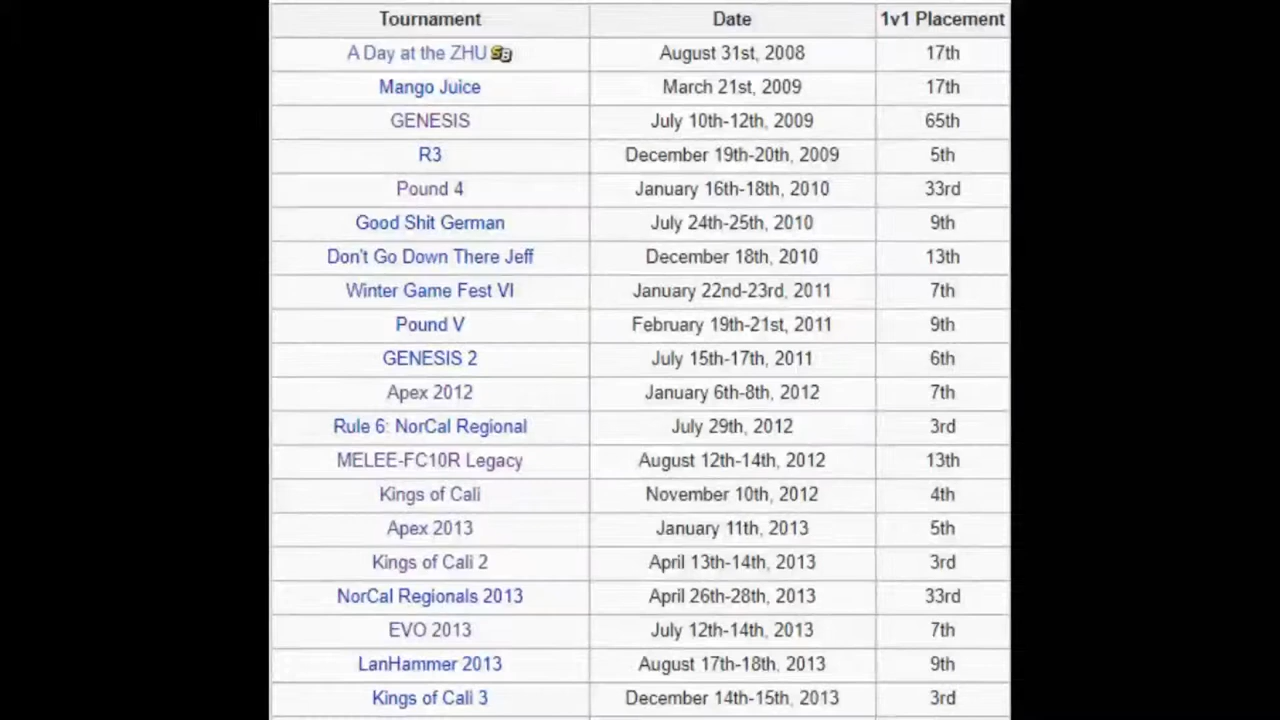 Tournament Date 1v1 Placement
A Day at the ZHU SB August 31st, 2008 17th
Mango Juice March 21st, 2009 17th
GENESIS July 10th-12th, 2009 65th
R3 December 19th-20th, 2009 5th
Pound 4 January 16th-18th, 2010 33rd
Good Shit German July 24th-25th, 2010 9th
Don't Go Down There Jeff December 18th, 2010 13th
Winter Game Fest VI January 22nd-23rd, 2011 7th
Pound V February 19th-21st, 2011 9th
GENESIS 2 July 15th-17th, 2011 6th
Apex 2012 January 6th-8th, 2012 7th
Rule 6: NorCal Regional July 29th, 2012 3rd
MELEE-FC10R Legacy August 12th-14th, 2012 13th
Kings of Cali November 10th, 2012 4th
Apex 2013 January 11th, 2013 5th
Kings of Cali 2 April 13th-14th, 2013 3rd
NorCal Regionals 2013 April 26th-28th, 2013 33rd
EVO 2013 July 12th-14th, 2013 7th
LanHammer 2013 August 17th-18th, 2013 9th
Kings of Cali 3 December 14th-15th, 2013 3rd